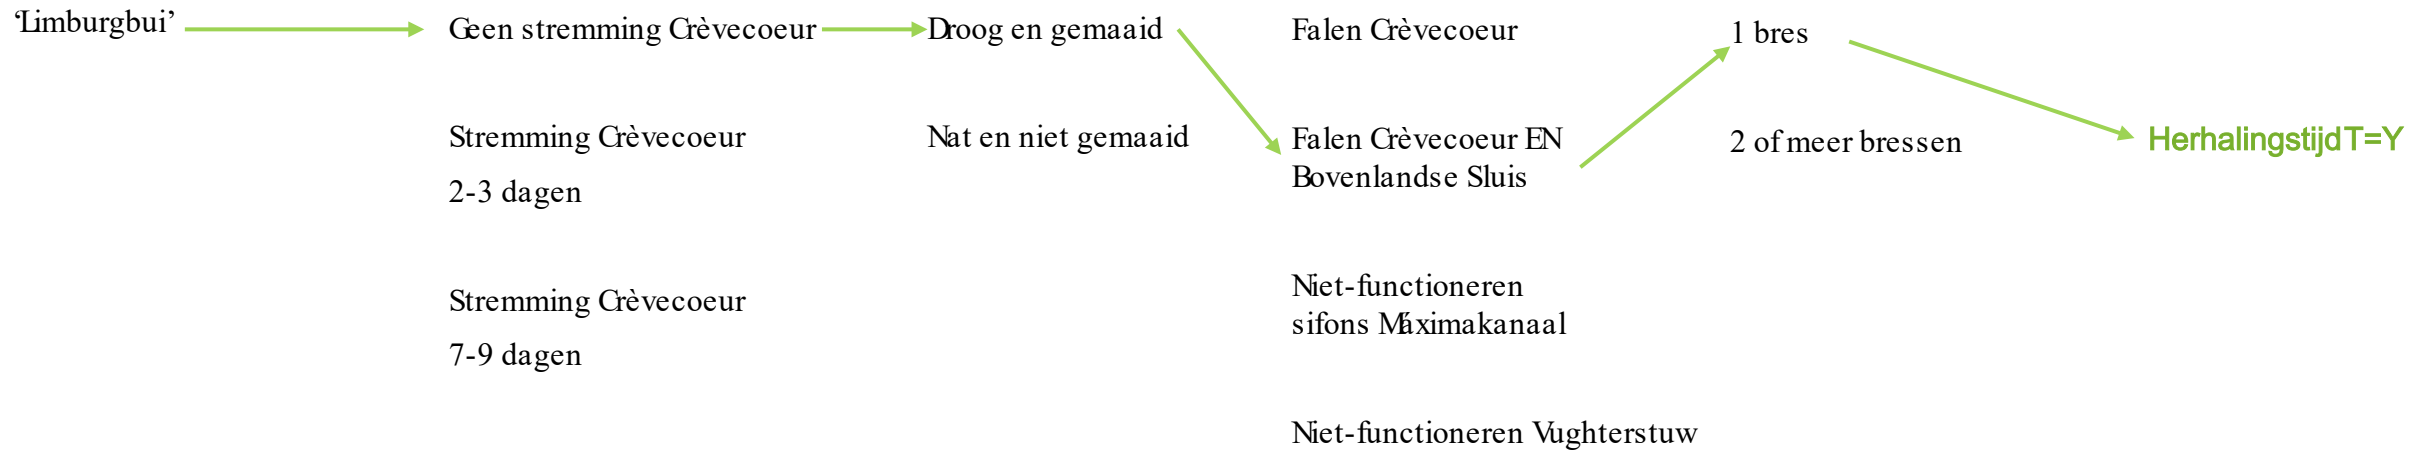 ‘Limburgbui’
Geen stremming Crèvecoeur
Droog en gemaaid
Falen Crèvecoeur
1 bres
Stremming Crèvecoeur
2-3 dagen
Nat en niet gemaaid
Falen Crèvecoeur EN
Bovenlandse Sluis
2 of meer bressen
Herhalingstijd T=Y
Stremming Crèvecoeur
7-9 dagen
Niet-functioneren
sifons Máximakanaal
Niet-functioneren Vughterstuw